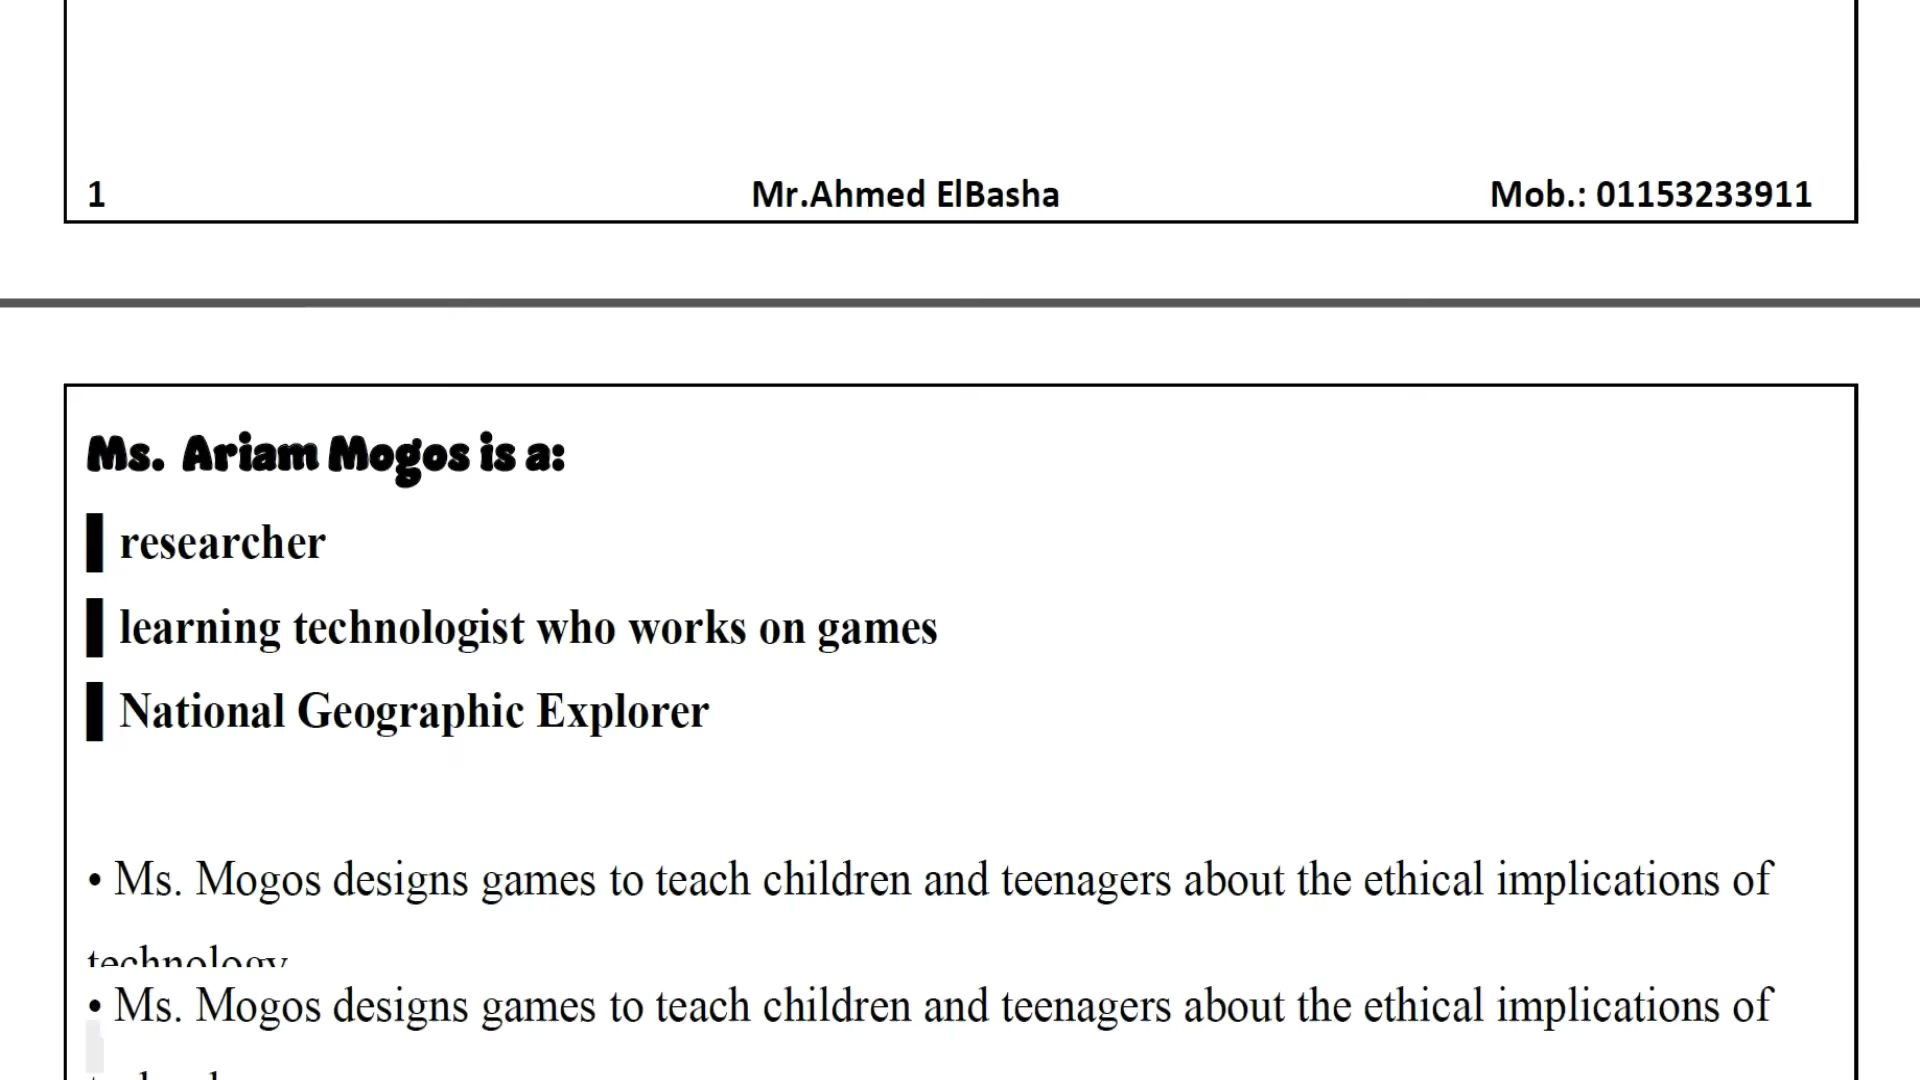 1 Mr.Ahmed ElBasha Mob.: 01153233911
Ms. Ariam Mogos is a:
researcher
learning technologist who works on games
National Geographic Explorer
• Ms. Mogos designs games to teach children and teenagers about the ethical implications of
technology
• Ms. Mogos designs games to teach children and teenagers about the ethical implications of